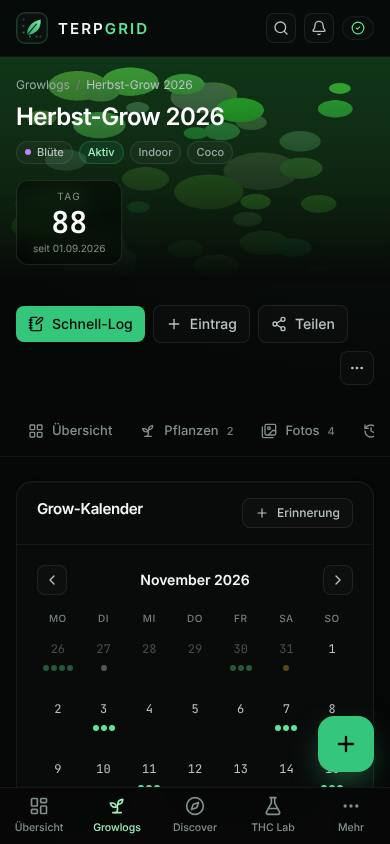 TERPGRID
Growlogs / Herbst-Grow 2026
Herbst-Grow 2026
Blüte Aktiv Indoor Coco
TAG
88
seit 01.09.2026
Schnell-Log Eintrag Teilen
Übersicht Pflanzen 2 Fotos 4
Grow-Kalender Erinnerung
November 2026
MO DI MI DO FR SA SO
26 27 28 29 30 31 1
2 3 4 5 6 7 8
9 10 11 12 13 14
Übersicht Growlogs Discover THC Lab Mehr